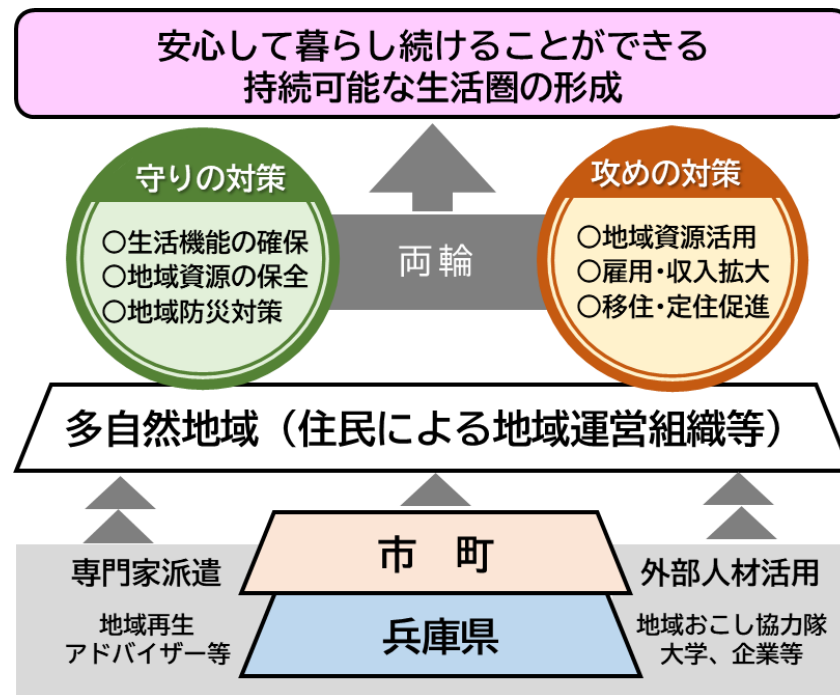 安心して暮らし続けることができる
持続可能な生活圏の形成
守りの対策
○生活機能の確保
○地域資源の保全
○地域防災対策
両輪
攻めの対策
○地域資源活用
○雇用・収入拡大
○移住・定住促進
多自然地域（住民による地域運営組織等）
専門家派遣
地域再生
アドバイザー等
市　町
兵庫県
外部人材活用
地域おこし協力隊
大学、企業等